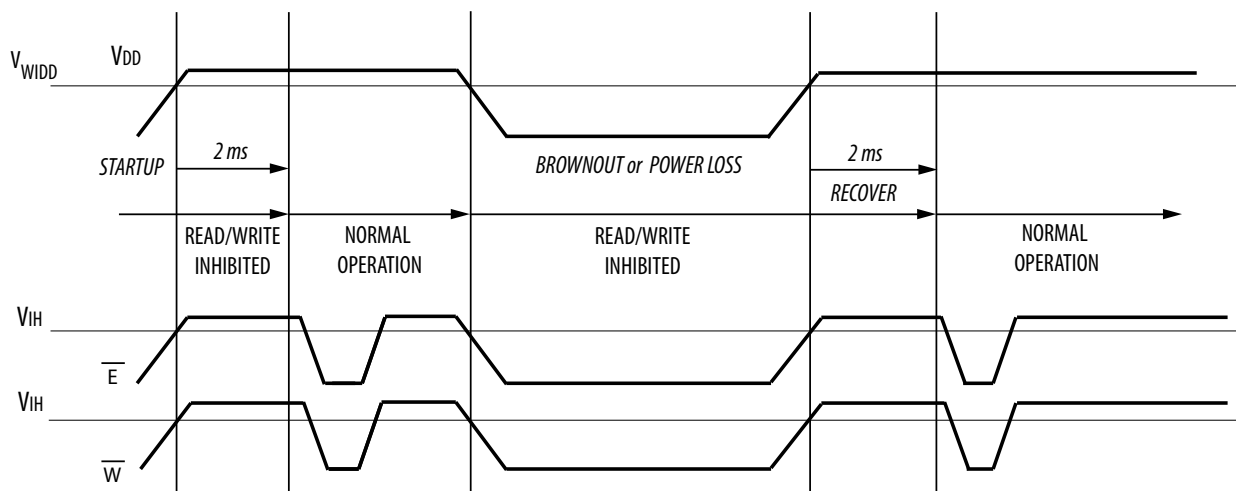 VWIDD VDD
STARTUP 2 ms BROWNOUT or POWER LOSS 2 ms
RECOVER
READ/WRITE INHIBITED
NORMAL OPERATION
READ/WRITE INHIBITED
NORMAL OPERATION
VIH
E
VIH
W